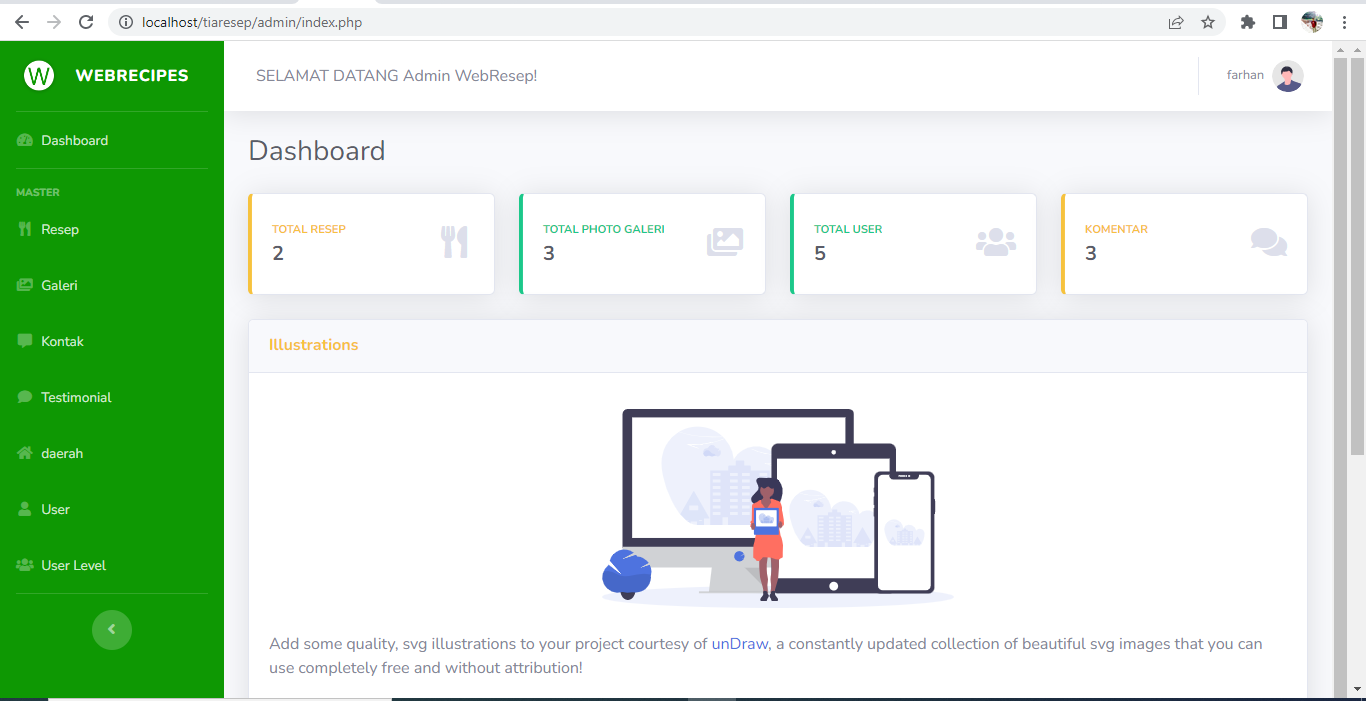 localhost/tiaresep/admin/index.php
W WEBRECIPES
SELAMAT DATANG Admin WebResep!
farhan
Dashboard
MASTER
Resep
Galeri
Kontak
Testimonial
daerah
User
User Level
Dashboard
TOTAL RESEP
2
TOTAL PHOTO GALERI
3
TOTAL USER
5
KOMENTAR
3
Illustrations
Add some quality, svg illustrations to your project courtesy of unDraw, a constantly updated collection of beautiful svg images that you can
use completely free and without attribution!